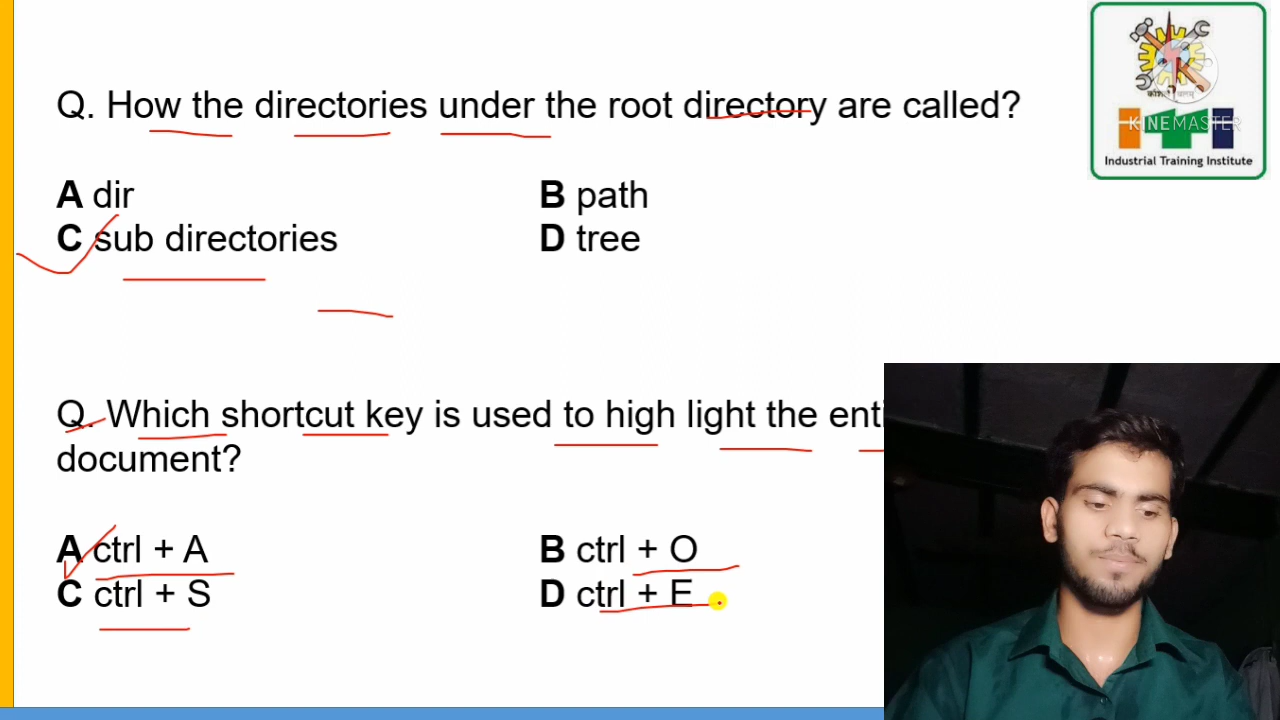 Q. How the directories under the root directory are called?
A dir
B path
C sub directories
D tree
Q. Which shortcut key is used to high light the enti
document?
A ctrl + A
B ctrl + O
C ctrl + S
D ctrl + E
KINEMASTER
Industrial Training Institute